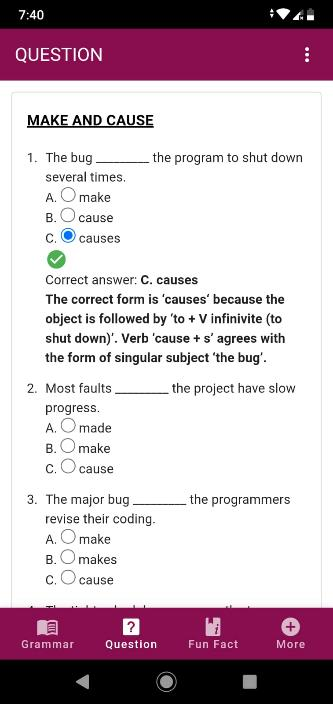 7:40
QUESTION
MAKE AND CAUSE
1. The bug ________ the program to shut down
several times.
A. make
B. cause
C. causes
Correct answer: C. causes
The correct form is ‘causes‘ because the
object is followed by ‘to + V infinivite (to
shut down)’. Verb ‘cause + s’ agrees with
the form of singular subject ‘the bug’.
2. Most faults ________ the project have slow
progress.
A. made
B. make
C. cause
3. The major bug ________ the programmers
revise their coding.
A. make
B. makes
C. cause
Grammar
Question
Fun Fact
More